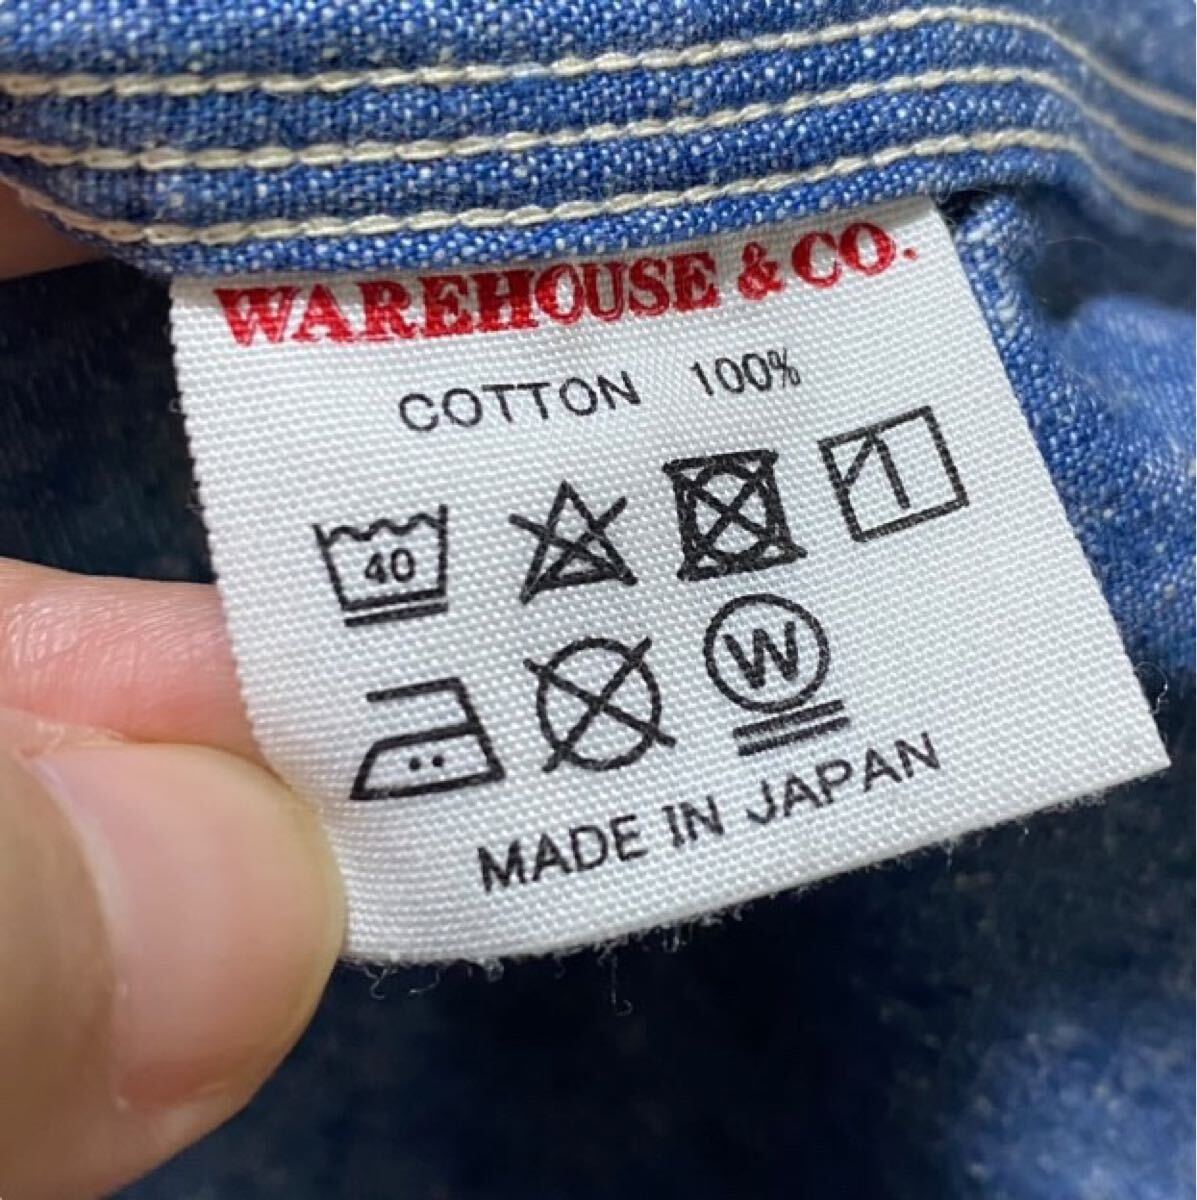 WAREHOUSE & CO.
COTTON 100%
40
W
MADE IN JAPAN